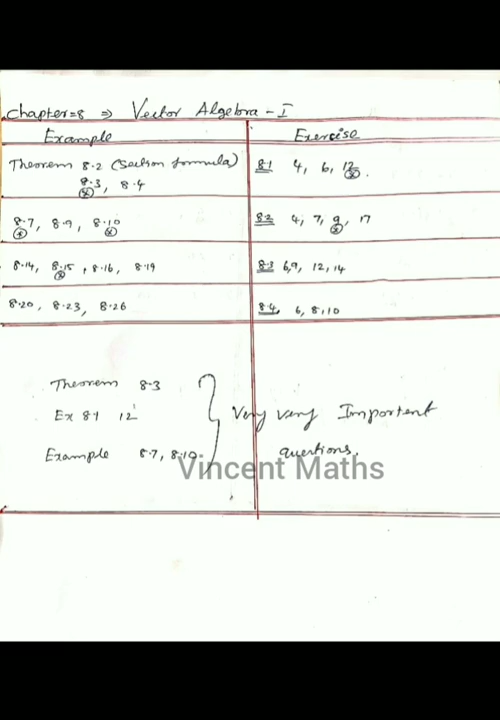 Chapter=8 ⇒ Vector Algebra - I
Example Exercise
Theorem 8.2 (Section formula) 8.1 4, 6, 12
8.3, 8.4
8.7, 8.9, 8.10 8.2 4, 7, 9, 17
8.14, 8.15, 8.16, 8.19 8.3 6,9, 12, 14
8.20, 8.23, 8.26 8.4, 6, 8, 10
Theorem 8.3
Ex 8.1 12
Very very Importent
Example 8.7, 8.10 questions.
Vincent Maths